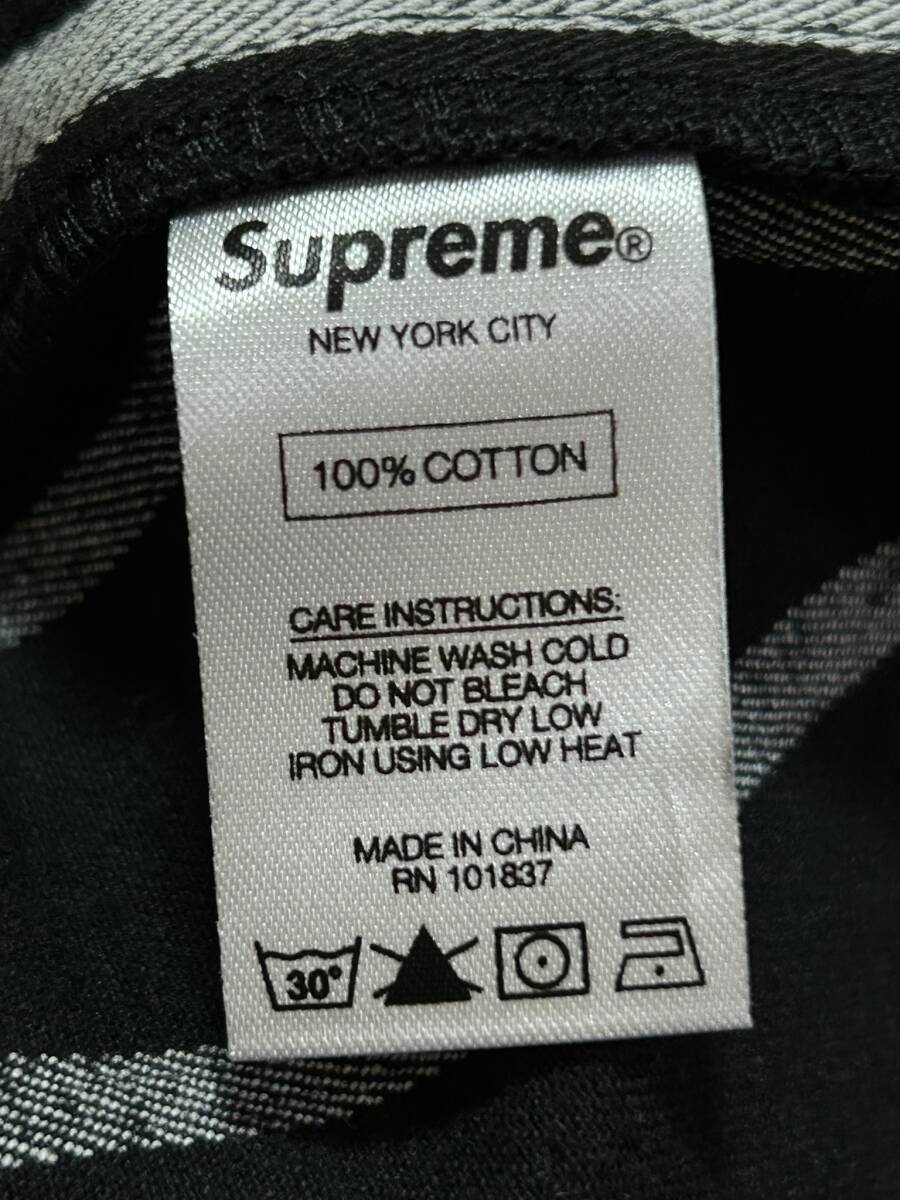 Supreme®
NEW YORK CITY
100% COTTON
CARE INSTRUCTIONS:
MACHINE WASH COLD
DO NOT BLEACH
TUMBLE DRY LOW
IRON USING LOW HEAT
MADE IN CHINA
RN 101837
30°